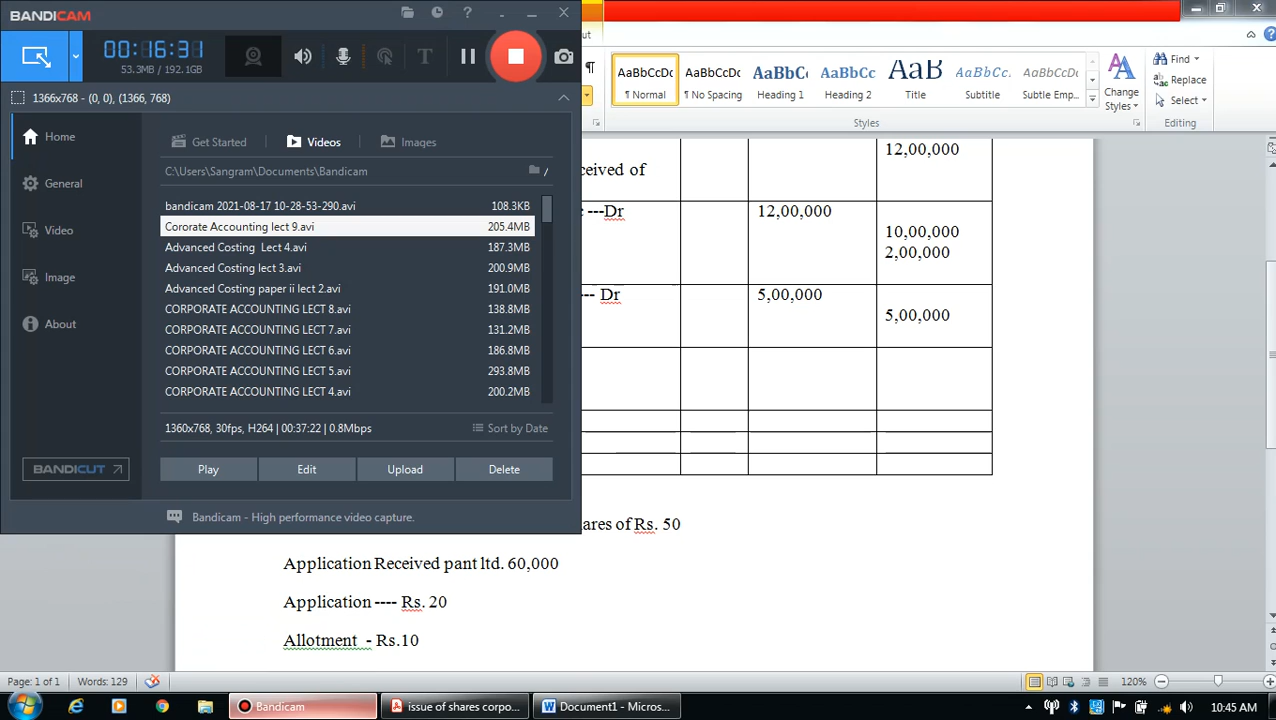 BANDICAM
ut
00:16:31
53.3MB / 192.1GB
T
1366x768 - (0, 0), (1366, 768)
Home
General
Video
Image
About
BANDICUT
Get Started
Videos
Images
C:\Users\Sangram\Documents\Bandicam
bandicam 2021-08-17 10-28-53-290.avi 108.3KB
Cororate Accounting lect 9.avi 205.4MB
Advanced Costing  Lect 4.avi 187.3MB
Advanced Costing lect 3.avi 200.9MB
Advanced Costing paper ii lect 2.avi 191.0MB
CORPORATE ACCOUNTING LECT 8.avi 138.8MB
CORPORATE ACCOUNTING LECT 7.avi 131.2MB
CORPORATE ACCOUNTING LECT 6.avi 186.8MB
CORPORATE ACCOUNTING LECT 5.avi 293.8MB
CORPORATE ACCOUNTING LECT 4.avi 200.2MB
1360x768, 30fps, H264 | 00:37:22 | 0.8Mbps
Sort by Date
Play
Edit
Upload
Delete
Bandicam - High performance video capture.
AaBbCcDc AaBbCcDc AaBbC AaBbCc AaB AaBbCc. AaBbCcDc
¶ Normal ¶ No Spacing Heading 1 Heading 2 Title Subtitle Subtle Emp...
Change Styles
Styles
Find
Replace
Select
Editing
12,00,000
ceived of
---Dr 12,00,000
10,00,000
2,00,000
--- Dr 5,00,000
5,00,000
ares of Rs. 50
Application Received pant ltd. 60,000
Application ---- Rs. 20
Allotment - Rs.10
Page: 1 of 1
Words: 129
120%
Bandicam
issue of shares corpo...
Document1 - Micros...
10:45 AM